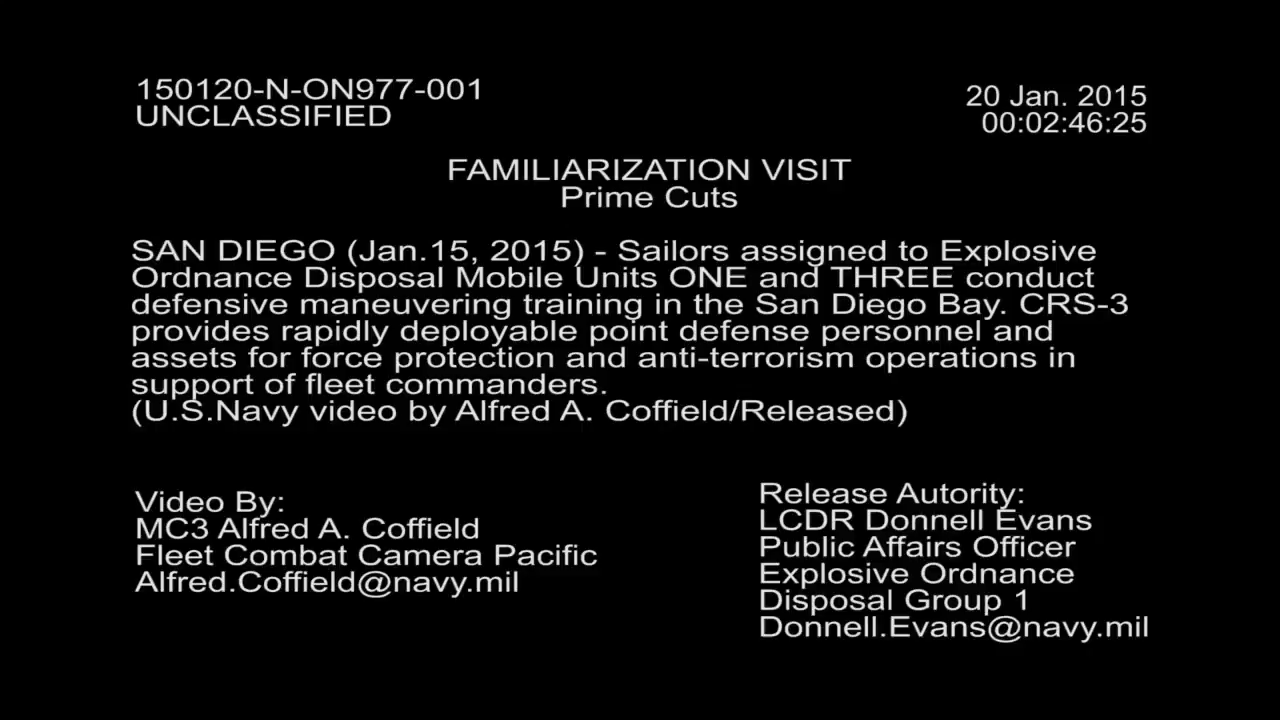 150120-N-ON977-001
UNCLASSIFIED
20 Jan. 2015
00:02:46:25
FAMILIARIZATION VISIT
Prime Cuts
SAN DIEGO (Jan.15, 2015) - Sailors assigned to Explosive
Ordnance Disposal Mobile Units ONE and THREE conduct
defensive maneuvering training in the San Diego Bay. CRS-3
provides rapidly deployable point defense personnel and
assets for force protection and anti-terrorism operations in
support of fleet commanders.
(U.S.Navy video by Alfred A. Coffield/Released)
Video By:
MC3 Alfred A. Coffield
Fleet Combat Camera Pacific
Alfred.Coffield@navy.mil
Release Autority:
LCDR Donnell Evans
Public Affairs Officer
Explosive Ordnance
Disposal Group 1
Donnell.Evans@navy.mil